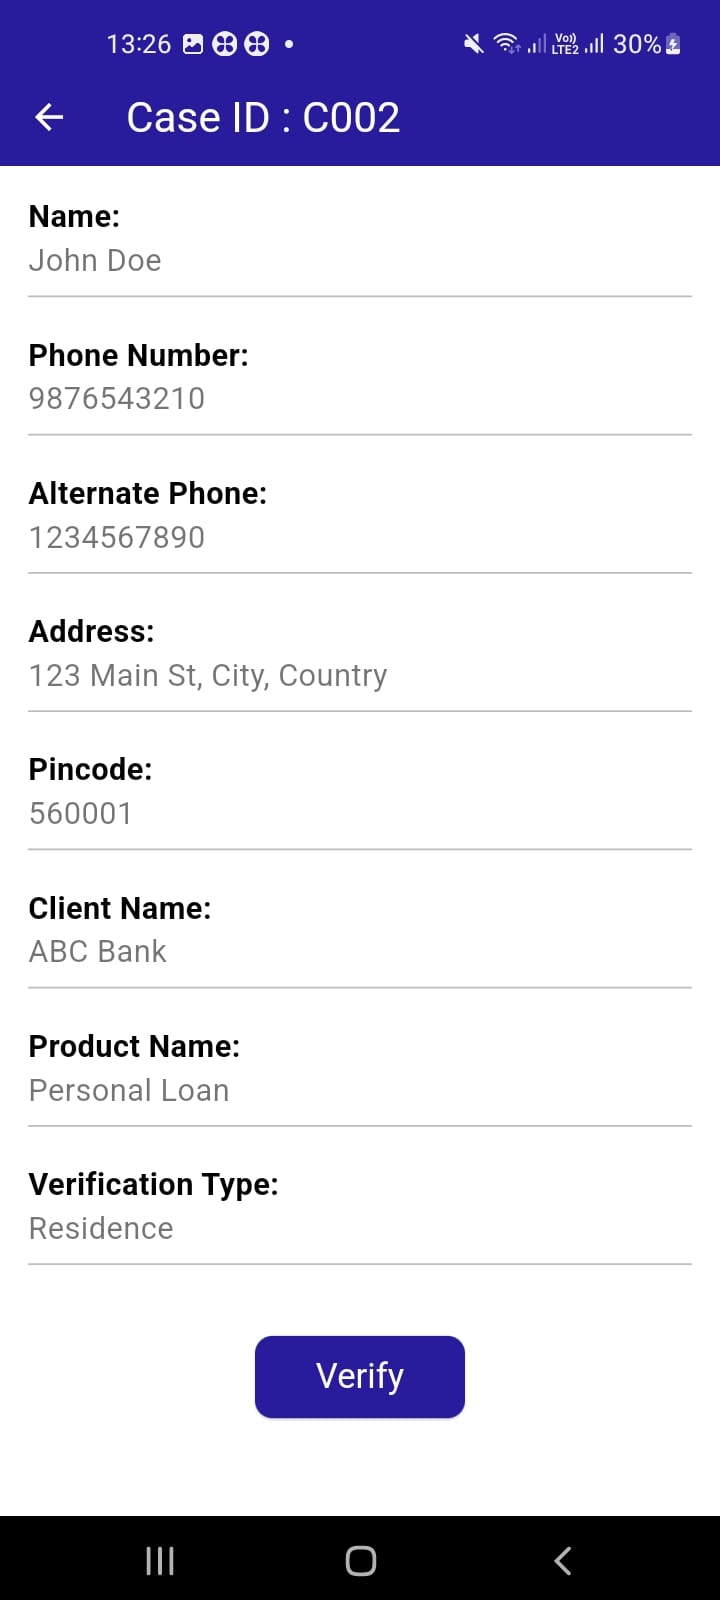 13:26 Vo)) LTE2 30%
Case ID : C002
Name:
John Doe
Phone Number:
9876543210
Alternate Phone:
1234567890
Address:
123 Main St, City, Country
Pincode:
560001
Client Name:
ABC Bank
Product Name:
Personal Loan
Verification Type:
Residence
Verify